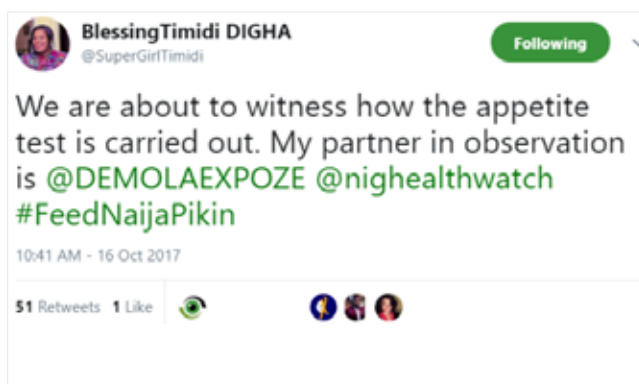 BlessingTimidi DIGHA
@SuperGirlTimidi
Following
We are about to witness how the appetite
test is carried out. My partner in observation
is @DEMOLAEXPOZE @nighealthwatch
#FeedNaijaPikin
10:41 AM - 16 Oct 2017
51 Retweets 1 Like